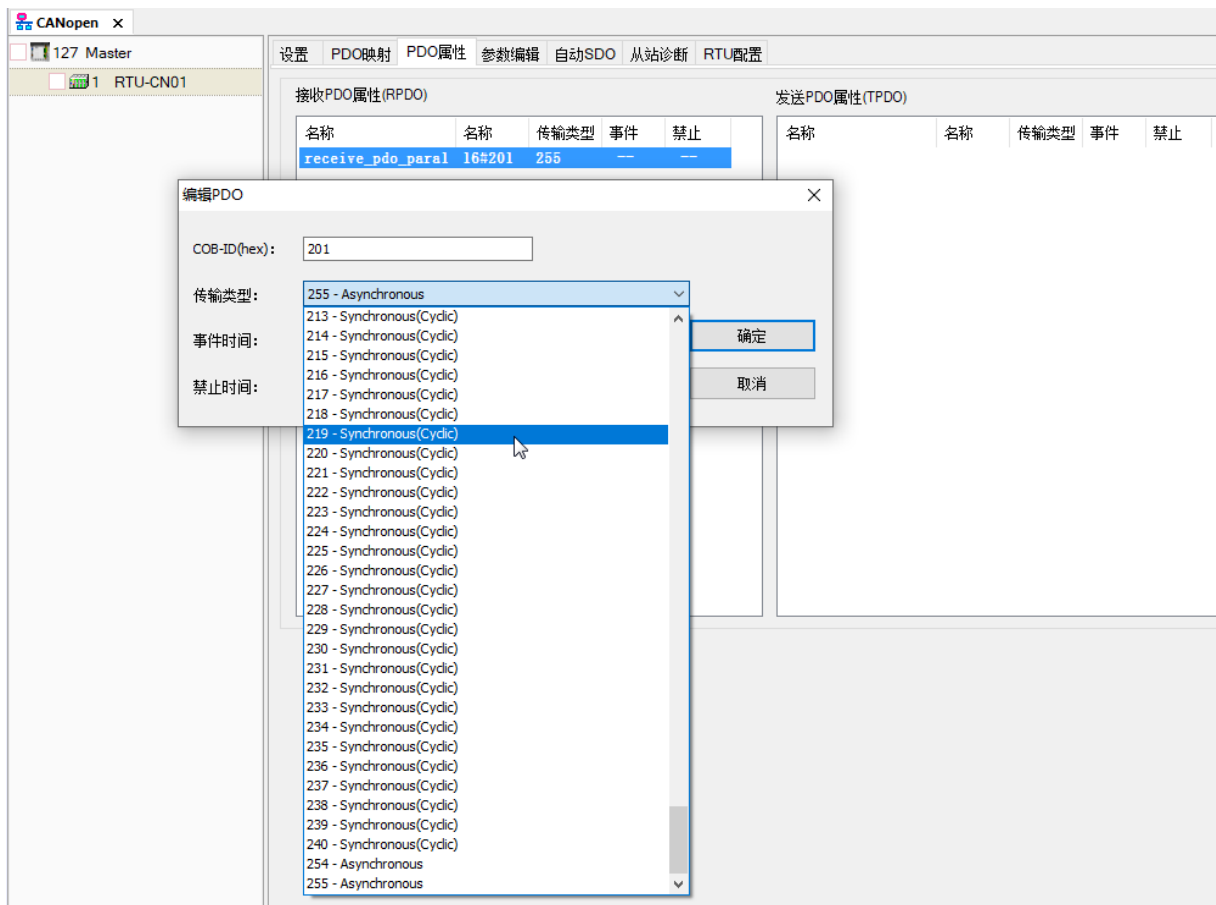 CANopen
127 Master
1 RTU-CN01
设置 PDO映射 PDO属性 参数编辑 自动SDO 从站诊断 RTU配置
接收PDO属性(RPDO)
名称 名称 传输类型 事件 禁止
receive_pdo_paral 16#201 255 -- --
发送PDO属性(TPDO)
名称 名称 传输类型 事件 禁止
编辑PDO
COB-ID(hex): 201
传输类型: 255 - Asynchronous
事件时间:
禁止时间:
确定
取消
213 - Synchronous(Cyclic)
214 - Synchronous(Cyclic)
215 - Synchronous(Cyclic)
216 - Synchronous(Cyclic)
217 - Synchronous(Cyclic)
218 - Synchronous(Cyclic)
219 - Synchronous(Cyclic)
220 - Synchronous(Cyclic)
221 - Synchronous(Cyclic)
222 - Synchronous(Cyclic)
223 - Synchronous(Cyclic)
224 - Synchronous(Cyclic)
225 - Synchronous(Cyclic)
226 - Synchronous(Cyclic)
227 - Synchronous(Cyclic)
228 - Synchronous(Cyclic)
229 - Synchronous(Cyclic)
230 - Synchronous(Cyclic)
231 - Synchronous(Cyclic)
232 - Synchronous(Cyclic)
233 - Synchronous(Cyclic)
234 - Synchronous(Cyclic)
235 - Synchronous(Cyclic)
236 - Synchronous(Cyclic)
237 - Synchronous(Cyclic)
238 - Synchronous(Cyclic)
239 - Synchronous(Cyclic)
240 - Synchronous(Cyclic)
254 - Asynchronous
255 - Asynchronous